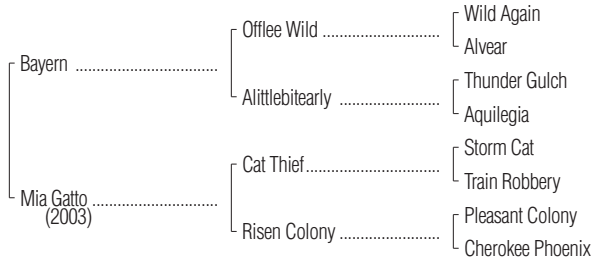 Wild Again
Offlee Wild
Alvear
Bayern
Thunder Gulch
Alittlebitearly
Aquilegia
Storm Cat
Cat Thief
Train Robbery
Mia Gatto
(2003)
Pleasant Colony
Risen Colony
Cherokee Phoenix